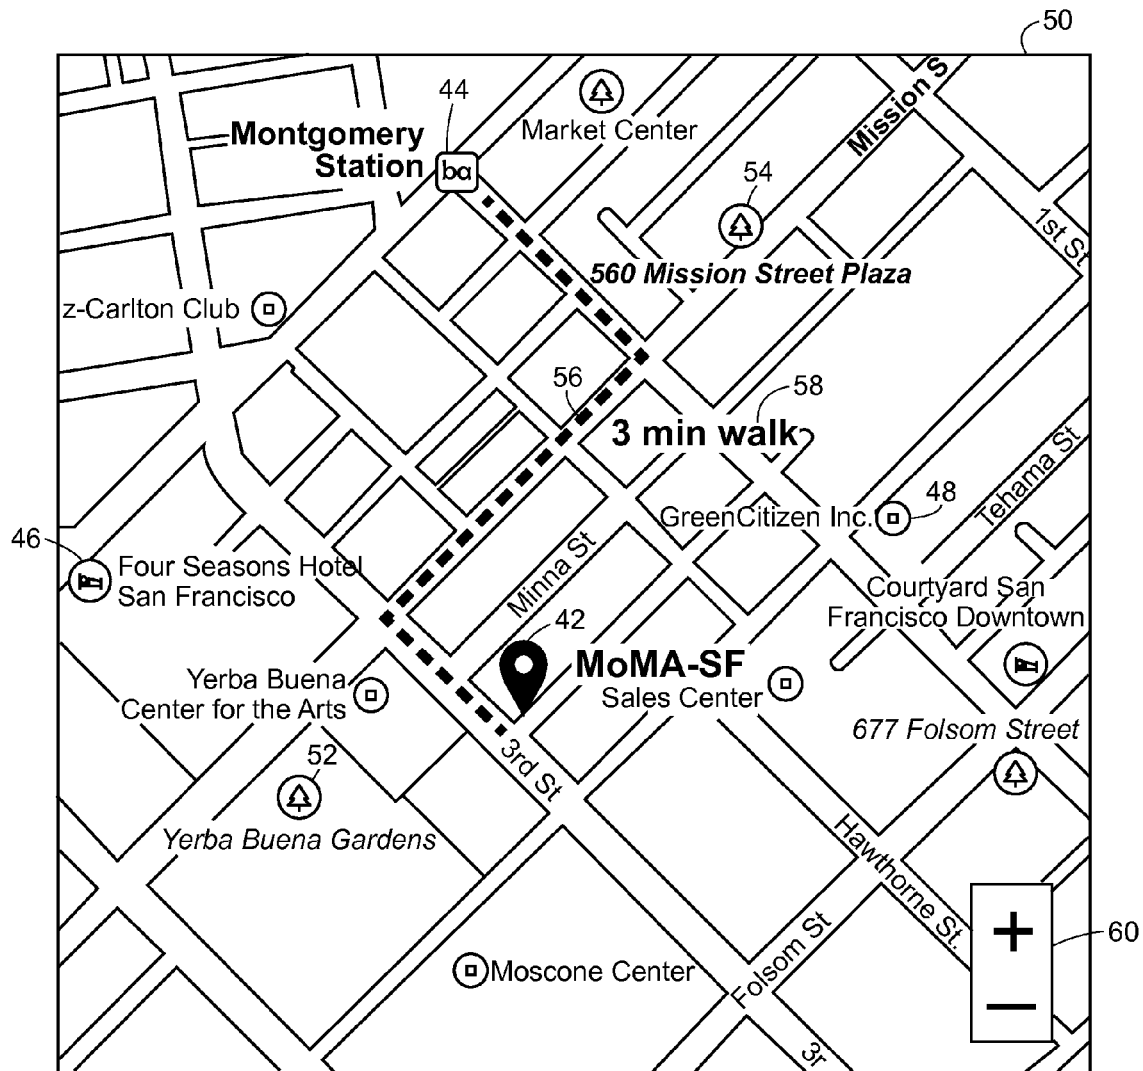 50
44
Montgomery
Station
ba
Market Center
Mission S
54
1st St
560 Mission Street Plaza
z-Carlton Club
56
58
3 min walk
Tehama St
GreenCitizen Inc.
48
46
Four Seasons Hotel
San Francisco
Minna St
Courtyard San
Francisco Downtown
42
MoMA-SF
Sales Center
Yerba Buena
Center for the Arts
677 Folsom Street
3rd St
52
Yerba Buena Gardens
Hawthorne St.
+
60
Folsom St
Moscone Center
—
3r